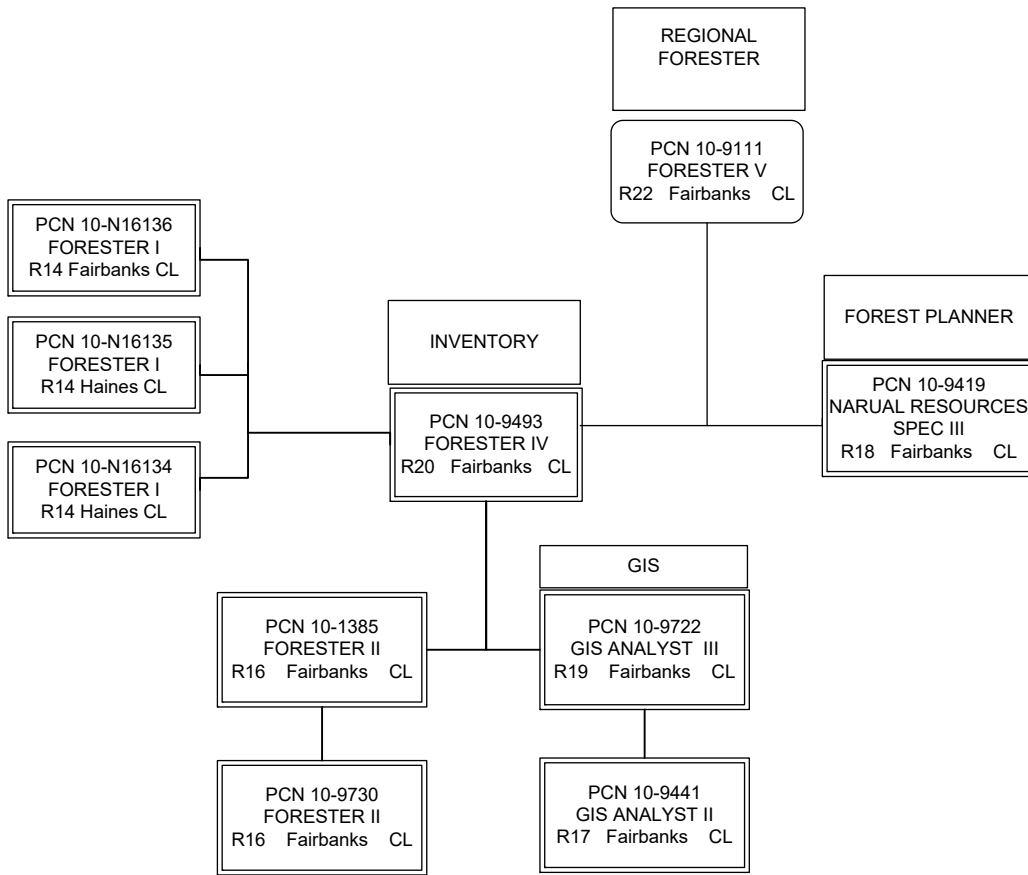 REGIONAL
FORESTER
PCN 10-9111
FORESTER V
R22 Fairbanks CL
PCN 10-N16136
FORESTER I
R14 Fairbanks CL
PCN 10-N16135
FORESTER I
R14 Haines CL
PCN 10-N16134
FORESTER I
R14 Haines CL
INVENTORY
PCN 10-9493
FORESTER IV
R20 Fairbanks CL
FOREST PLANNER
PCN 10-9419
NARUAL RESOURCES
SPEC III
R18 Fairbanks CL
PCN 10-1385
FORESTER II
R16 Fairbanks CL
GIS
PCN 10-9722
GIS ANALYST III
R19 Fairbanks CL
PCN 10-9730
FORESTER II
R16 Fairbanks CL
PCN 10-9441
GIS ANALYST II
R17 Fairbanks CL